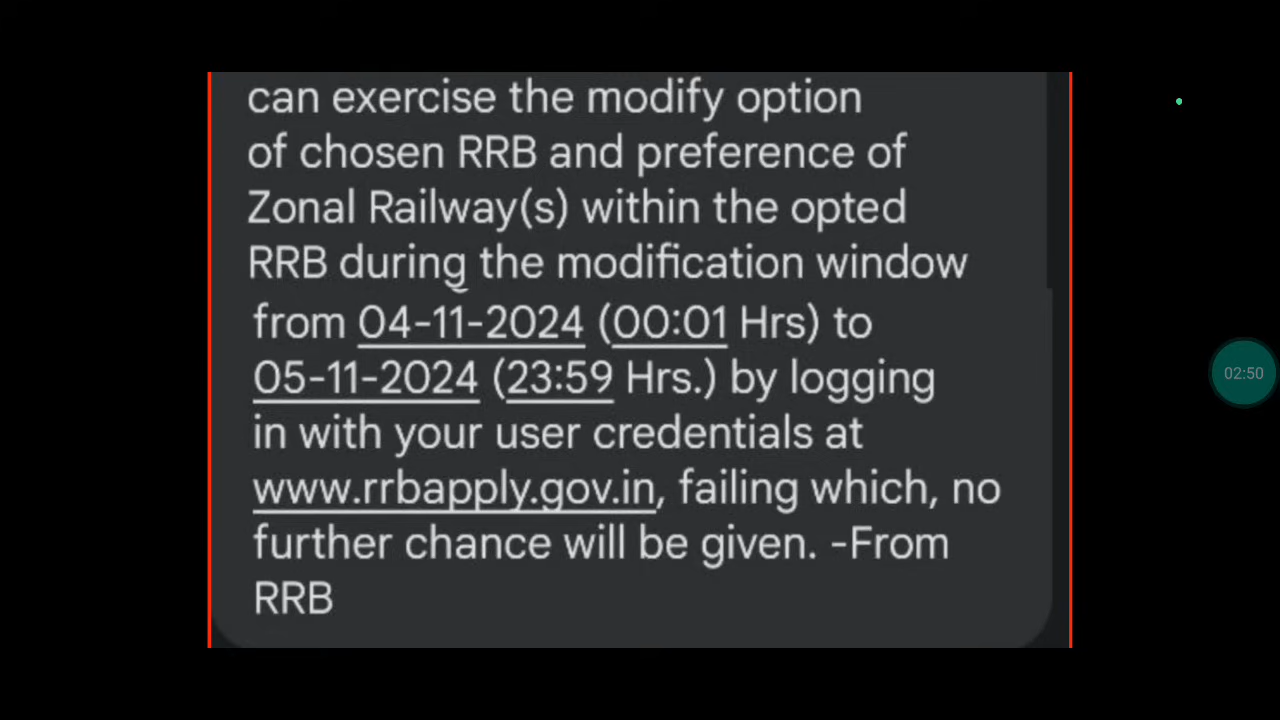 can exercise the modify option
of chosen RRB and preference of
Zonal Railway(s) within the opted
RRB during the modification window
from 04-11-2024 (00:01 Hrs) to
05-11-2024 (23:59 Hrs.) by logging
in with your user credentials at
www.rrbapply.gov.in, failing which, no
further chance will be given. -From
RRB
02:50